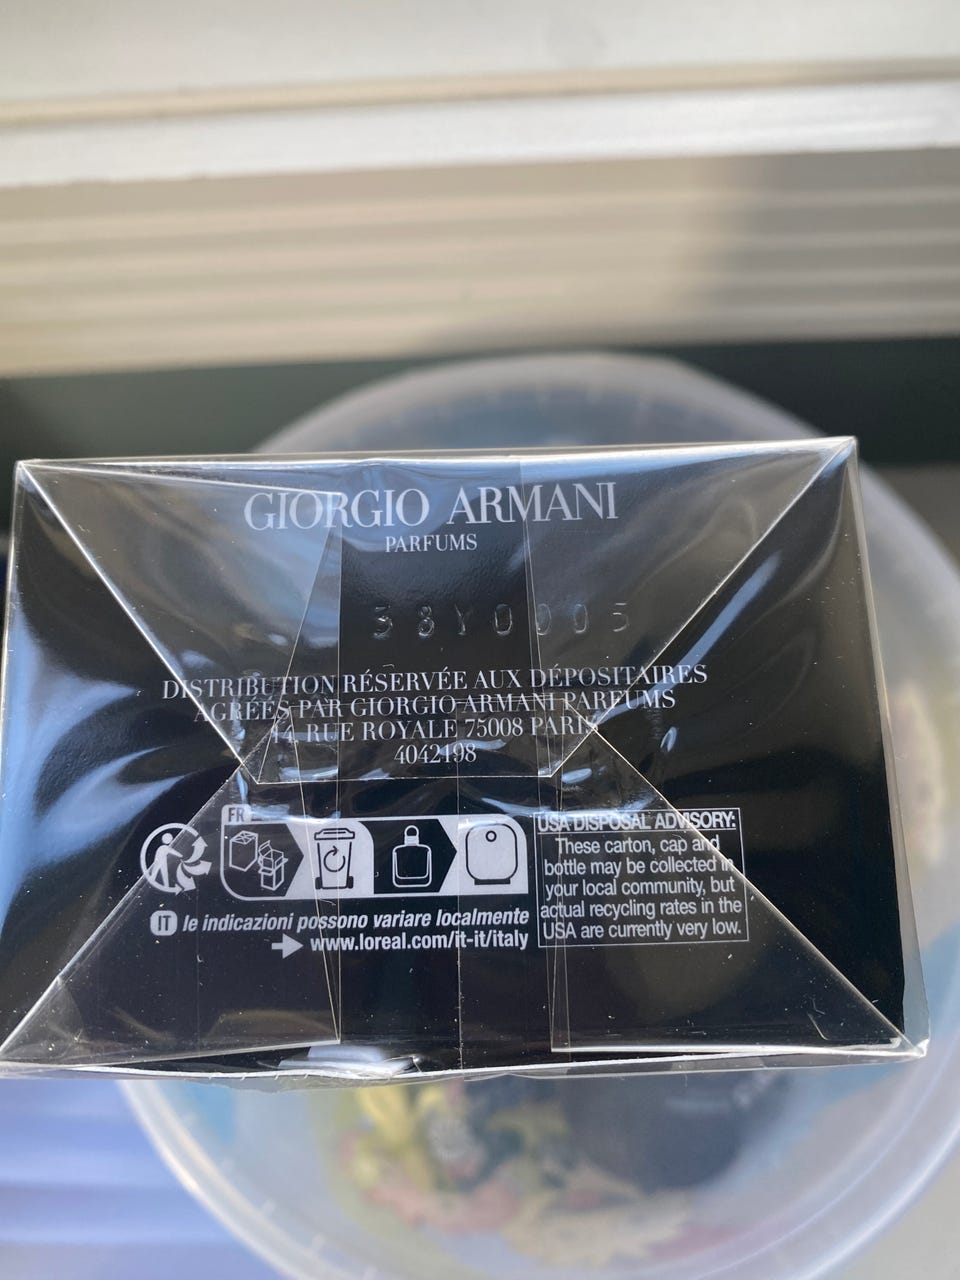 GIORGIO ARMANI
PARFUMS
38Y0005
DISTRIBUTION RÉSERVÉE AUX DÉPOSITAIRES
AGRÉÉS PAR GIORGIO ARMANI PARFUMS
14, RUE ROYALE 75008 PARIS
4042198
FR
IT le indicazioni possono variare localmente
www.loreal.com/it-it/italy
USA DISPOSAL ADVISORY:
These carton, cap and
bottle may be collected in
your local community, but
actual recycling rates in the
USA are currently very low.